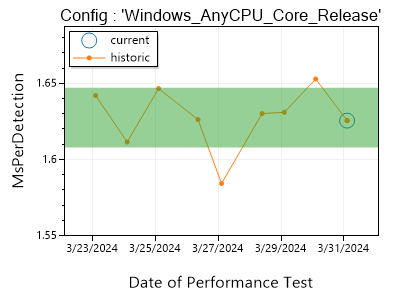 Config : 'Windows_AnyCPU_Core_Release'
current
historic
MsPerDetection
1.65
1.6
1.55
3/23/2024 3/25/2024 3/27/2024 3/29/2024 3/31/2024
Date of Performance Test